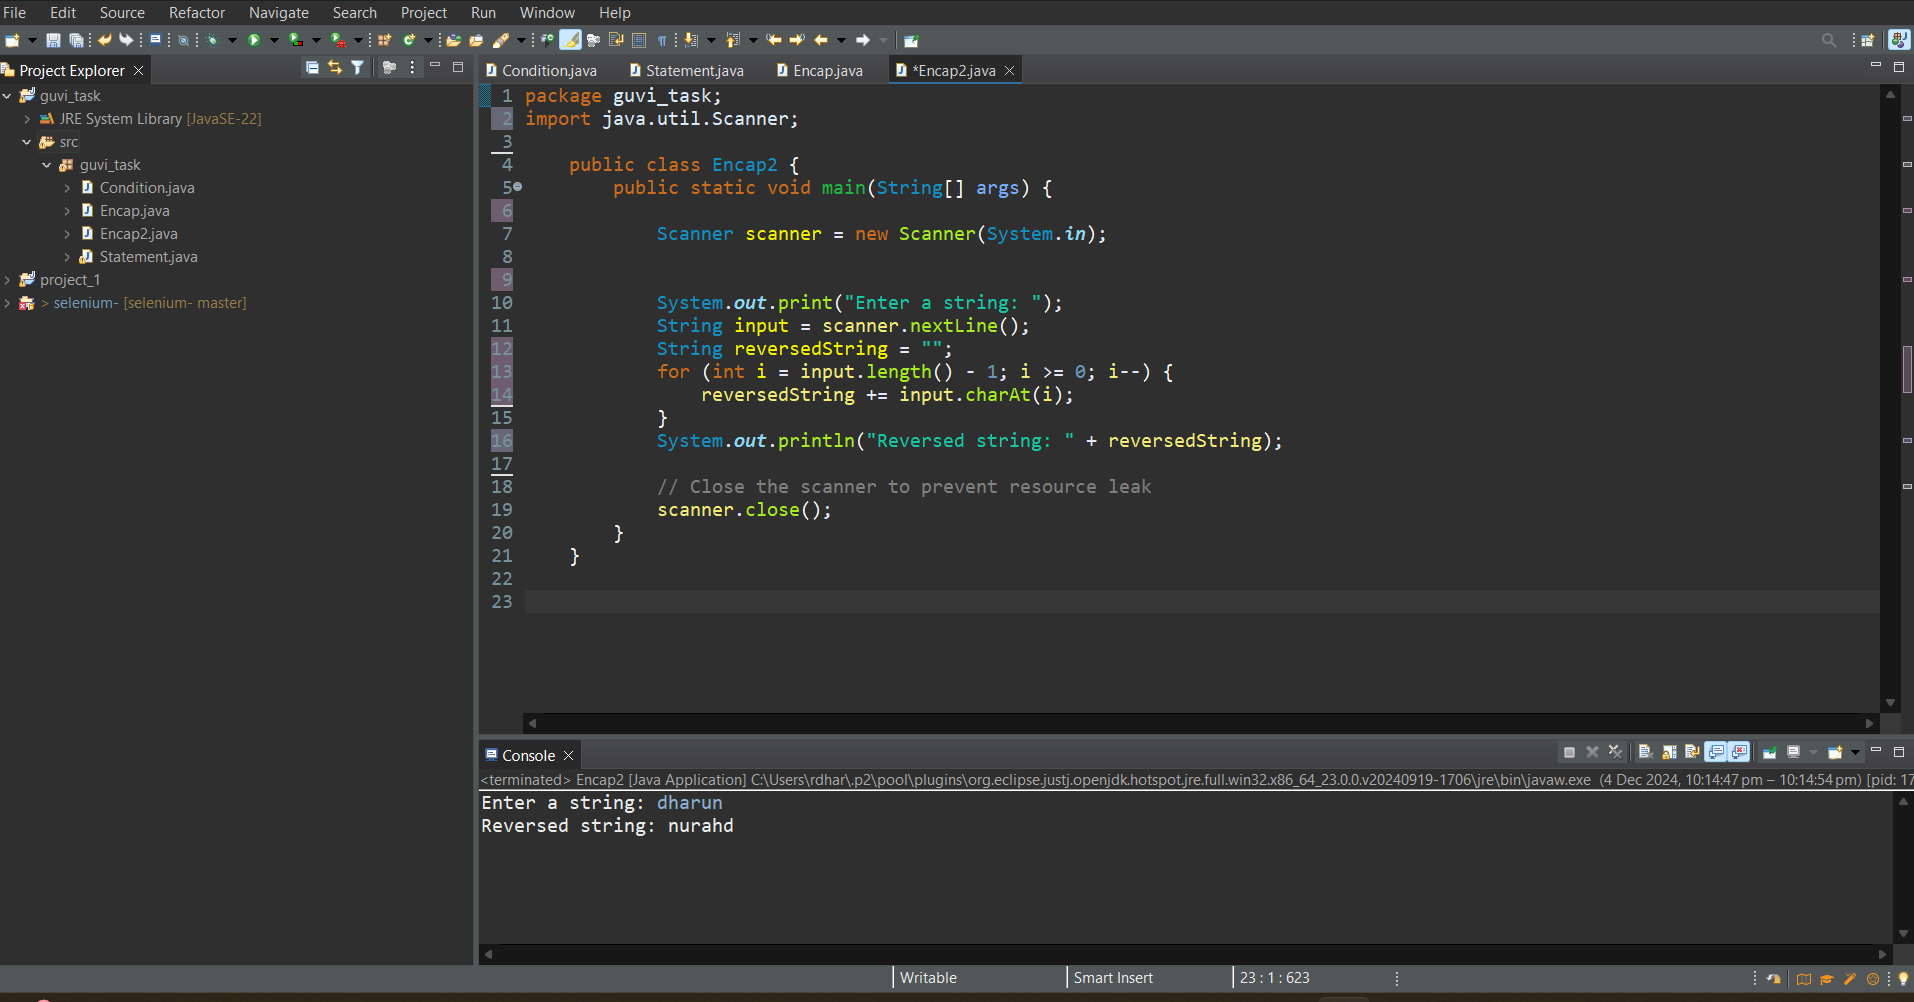 File Edit Source Refactor Navigate Search Project Run Window Help
Project Explorer
guvi_task
JRE System Library [JavaSE-22]
src
guvi_task
Condition.java
Encap.java
Encap2.java
Statement.java
project_1
> selenium- [selenium- master]
Condition.java Statement.java Encap.java *Encap2.java
1 package guvi_task;
2 import java.util.Scanner;
3
4 public class Encap2 {
5 public static void main(String[] args) {
6
7 Scanner scanner = new Scanner(System.in);
8
9
10 System.out.print("Enter a string: ");
11 String input = scanner.nextLine();
12 String reversedString = "";
13 for (int i = input.length() - 1; i >= 0; i--) {
14 reversedString += input.charAt(i);
15 }
16 System.out.println("Reversed string: " + reversedString);
17
18 // Close the scanner to prevent resource leak
19 scanner.close();
20 }
21 }
22
23
Console
<terminated> Encap2 [Java Application] C:\Users\rdhar\.p2\pool\plugins\org.eclipse.justj.openjdk.hotspot.jre.full.win32.x86_64_23.0.0.v20240919-1706\jre\bin\javaw.exe (4 Dec 2024, 10:14:47 pm – 10:14:54 pm) [pid: 17
Enter a string: dharun
Reversed string: nurahd
Writable Smart Insert 23 : 1 : 623